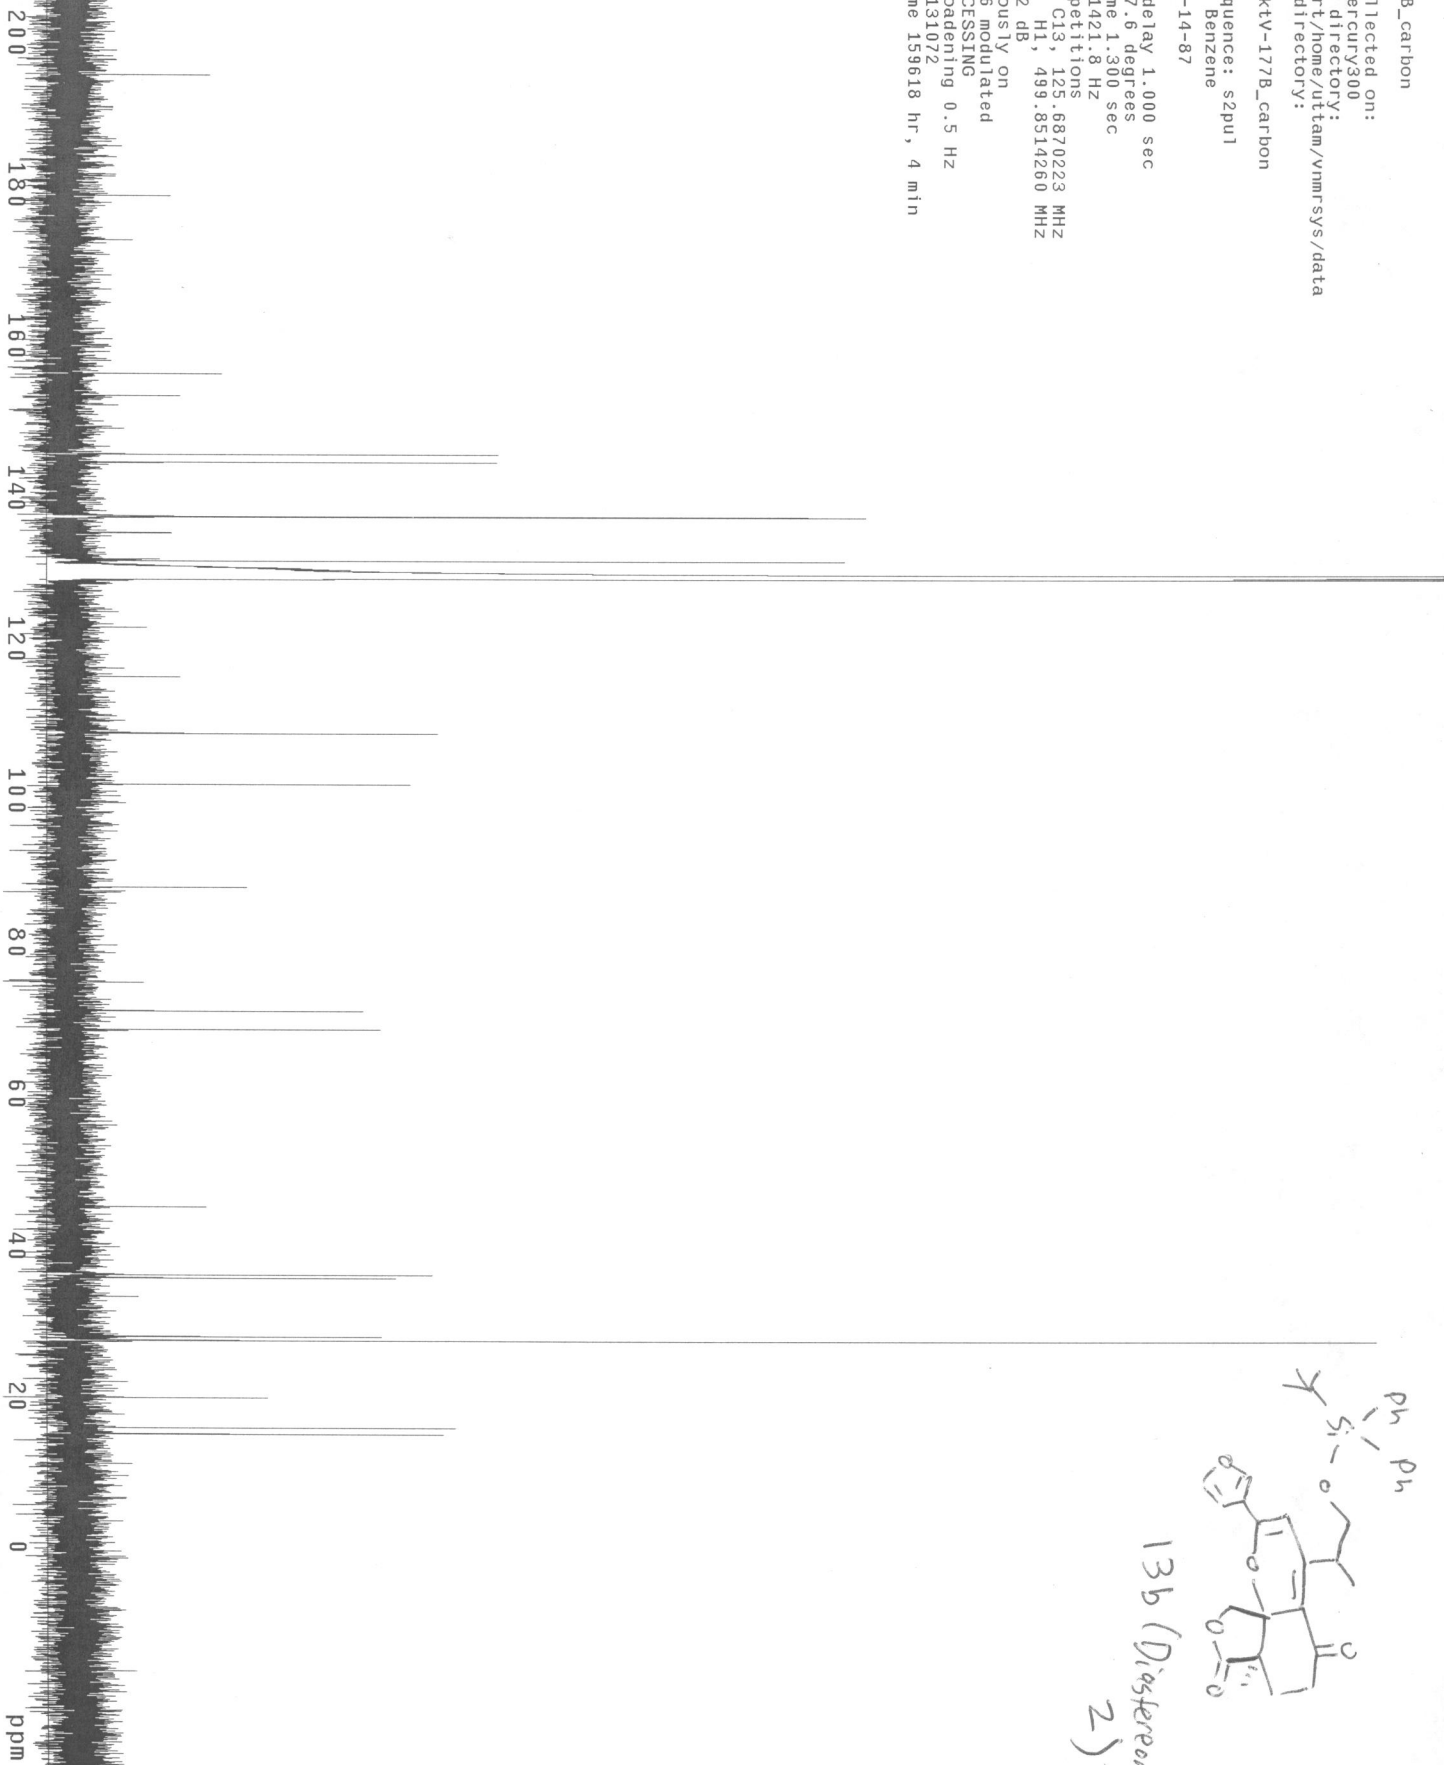 B_carbon
llected on:
ercury300
directory:
rt/home/uttam/vnmrsys/data
directory:
ktV-177B_carbon
quence: s2pul
Benzene
-14-87
delay 1.000 sec
7.6 degrees
me 1.300 sec
1421.8 Hz
petitions
C13, 125.6870223 MHz
H1, 499.8514260 MHz
2 dB
ously on
6 modulated
CESSING
oadening 0.5 Hz
131072
me 159618 hr, 4 min
Ph
Ph
Si
O
O
O
O
O
O
13b (Diastereo
2)
200 180 160 140 120 100 80 60 40 20 0 ppm